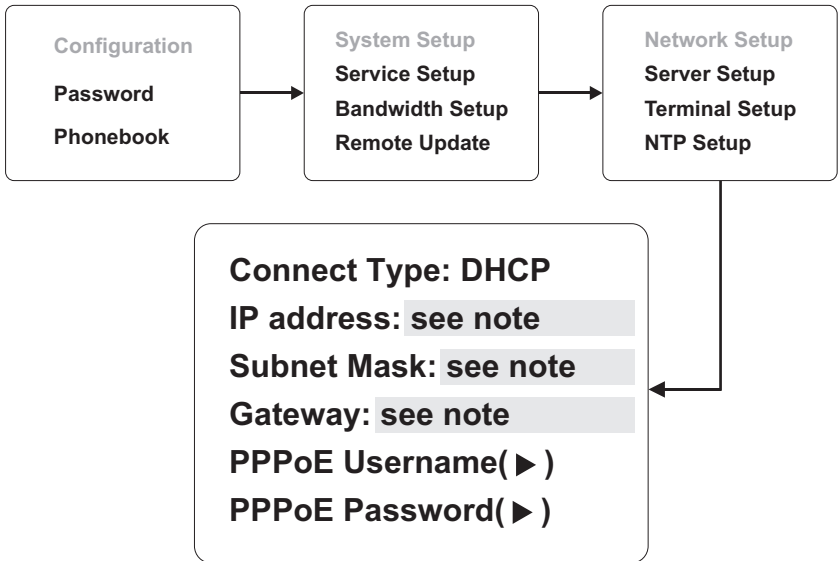 Configuration
Password
Phonebook
System Setup
Service Setup
Bandwidth Setup
Remote Update
Network Setup
Server Setup
Terminal Setup
NTP Setup
Connect Type: DHCP
IP address: see note
Subnet Mask: see note
Gateway: see note
PPPoE Username( ▶ )
PPPoE Password( ▶ )